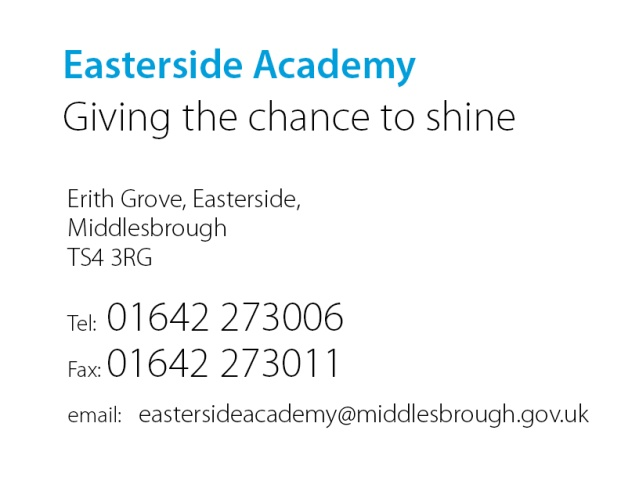 Easterside Academy
Giving the chance to shine
Erith Grove, Easterside,
Middlesbrough
TS4 3RG
Tel: 01642 273006
Fax: 01642 273011
email: eastersideacademy@middlesbrough.gov.uk